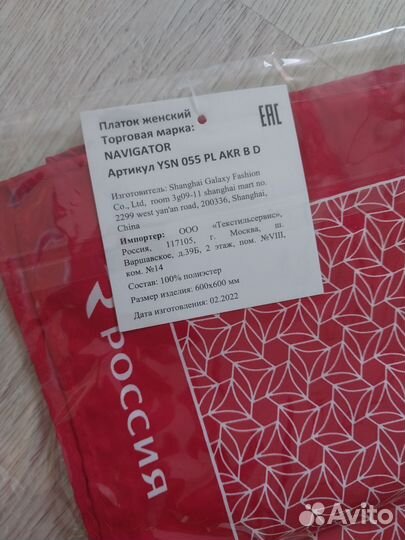 Платок женский
Торговая марка:
NAVIGATOR
Артикул YSN 055 PL AKR B D
EAC
Изготовитель: Shanghai Galaxy Fashion
Co., Ltd, room 3g09-11 shanghai mart no.
2299 west yan'an road, 200336, Shanghai,
China
Импортер: ООО «Текстильсервис»,
Россия, 117105, г. Москва, ш.
Варшавское, д.39Б, 2 этаж, пом. №VIII,
ком. №14
Состав: 100% полиэстер
Размер изделия: 600х600 мм
Дата изготовления: 02.2022
РОССИЯ
Avito